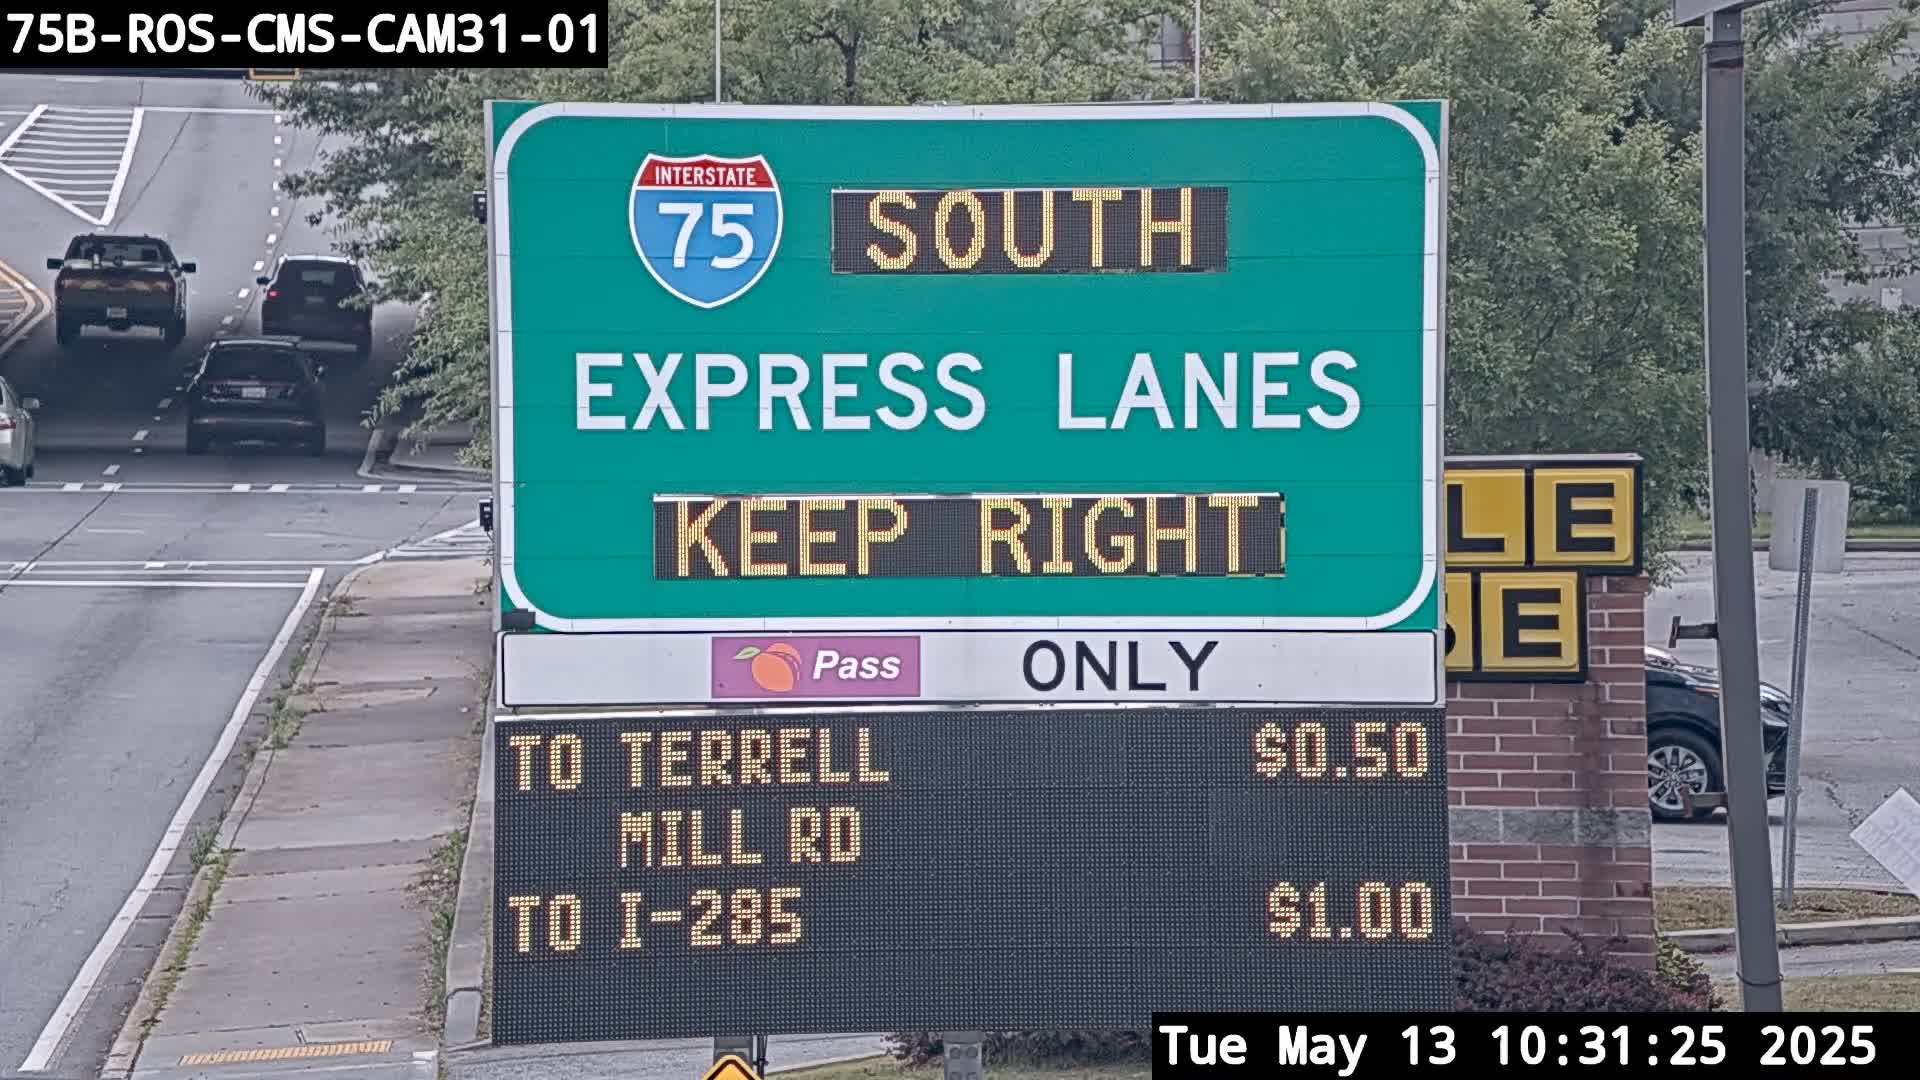 75B-ROS-CMS-CAM31-01
INTERSTATE
75
SOUTH
EXPRESS LANES
KEEP RIGHT
LE
E
Pass ONLY
TO TERRELL $0.50
MILL RD
TO I-285 $1.00
Tue May 13 10:31:25 2025